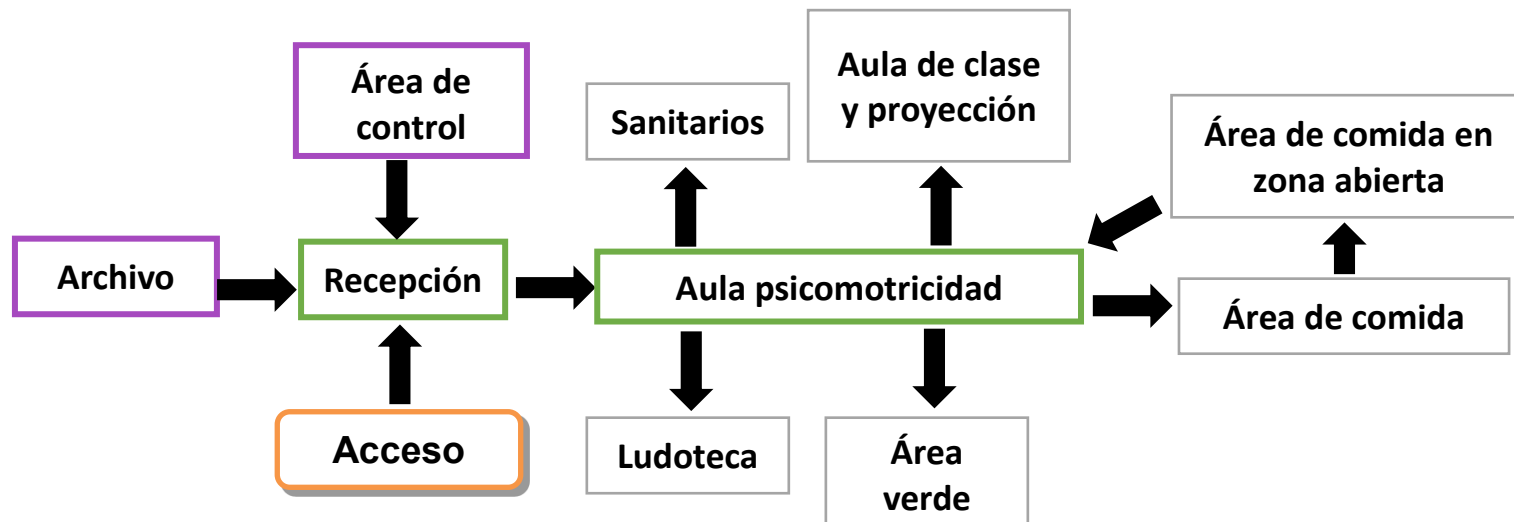 Área de
control
Sanitarios
Aula de clase
y proyección
Área de comida en
zona abierta
Archivo
Recepción
Aula psicomotricidad
Área de comida
Acceso
Ludoteca
Área
verde